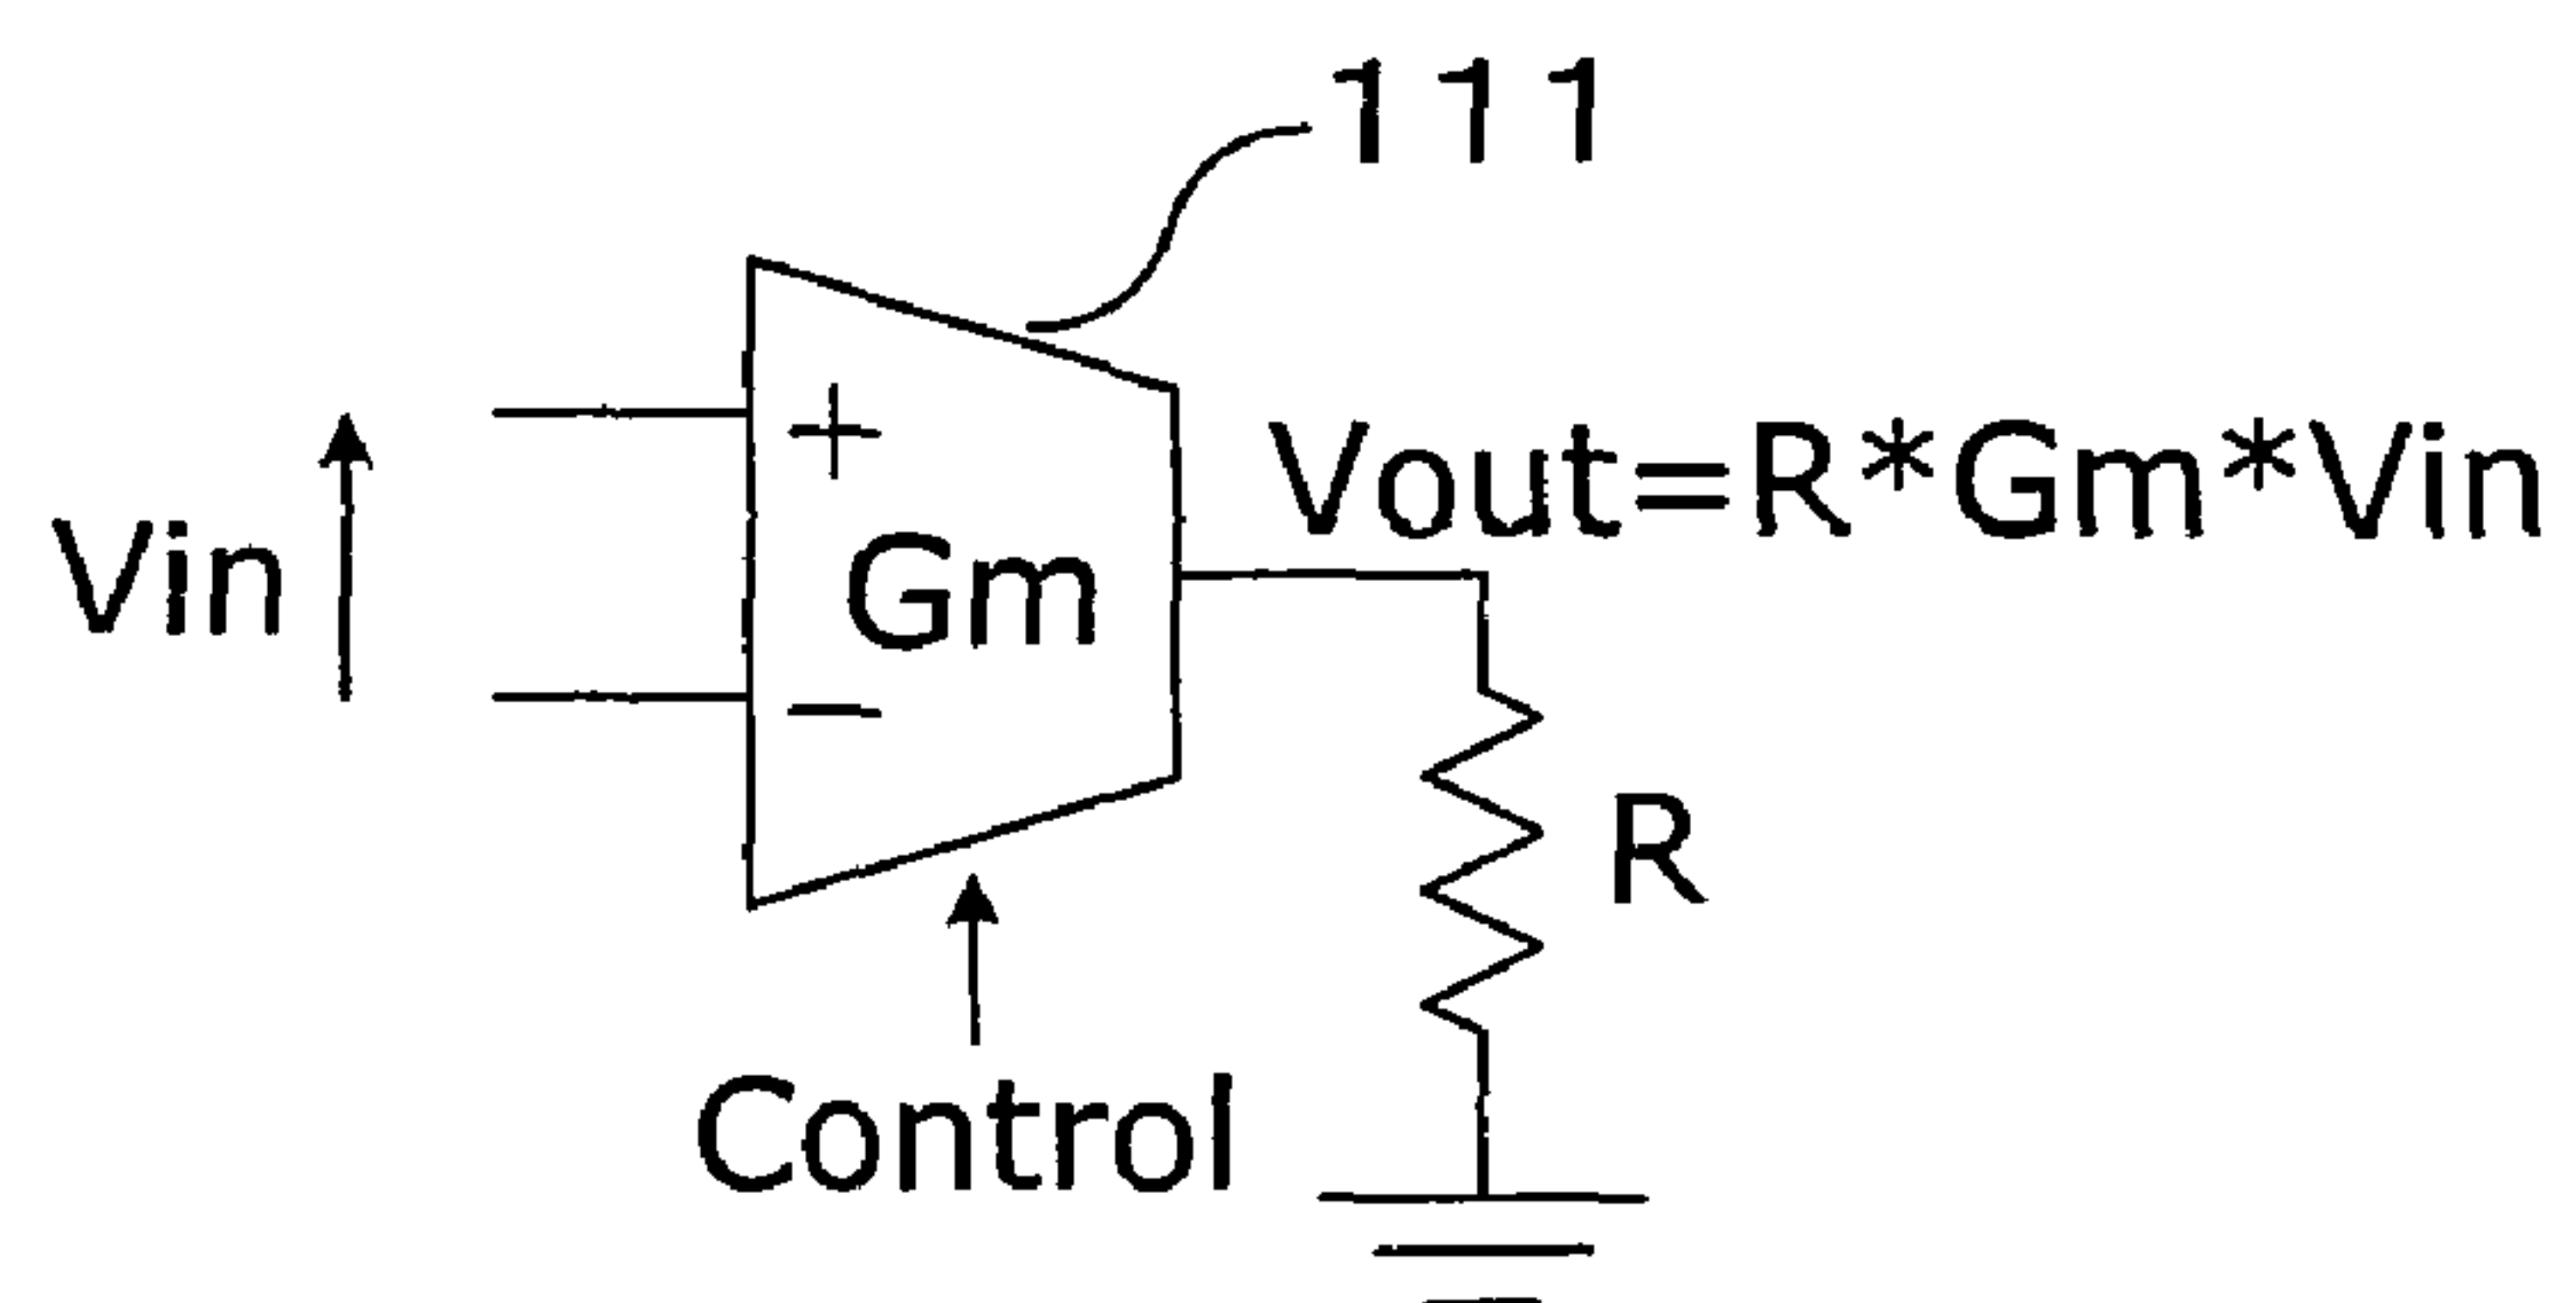 111
Vout=R*Gm*Vin
+
Vin
Gm
−
R
Control